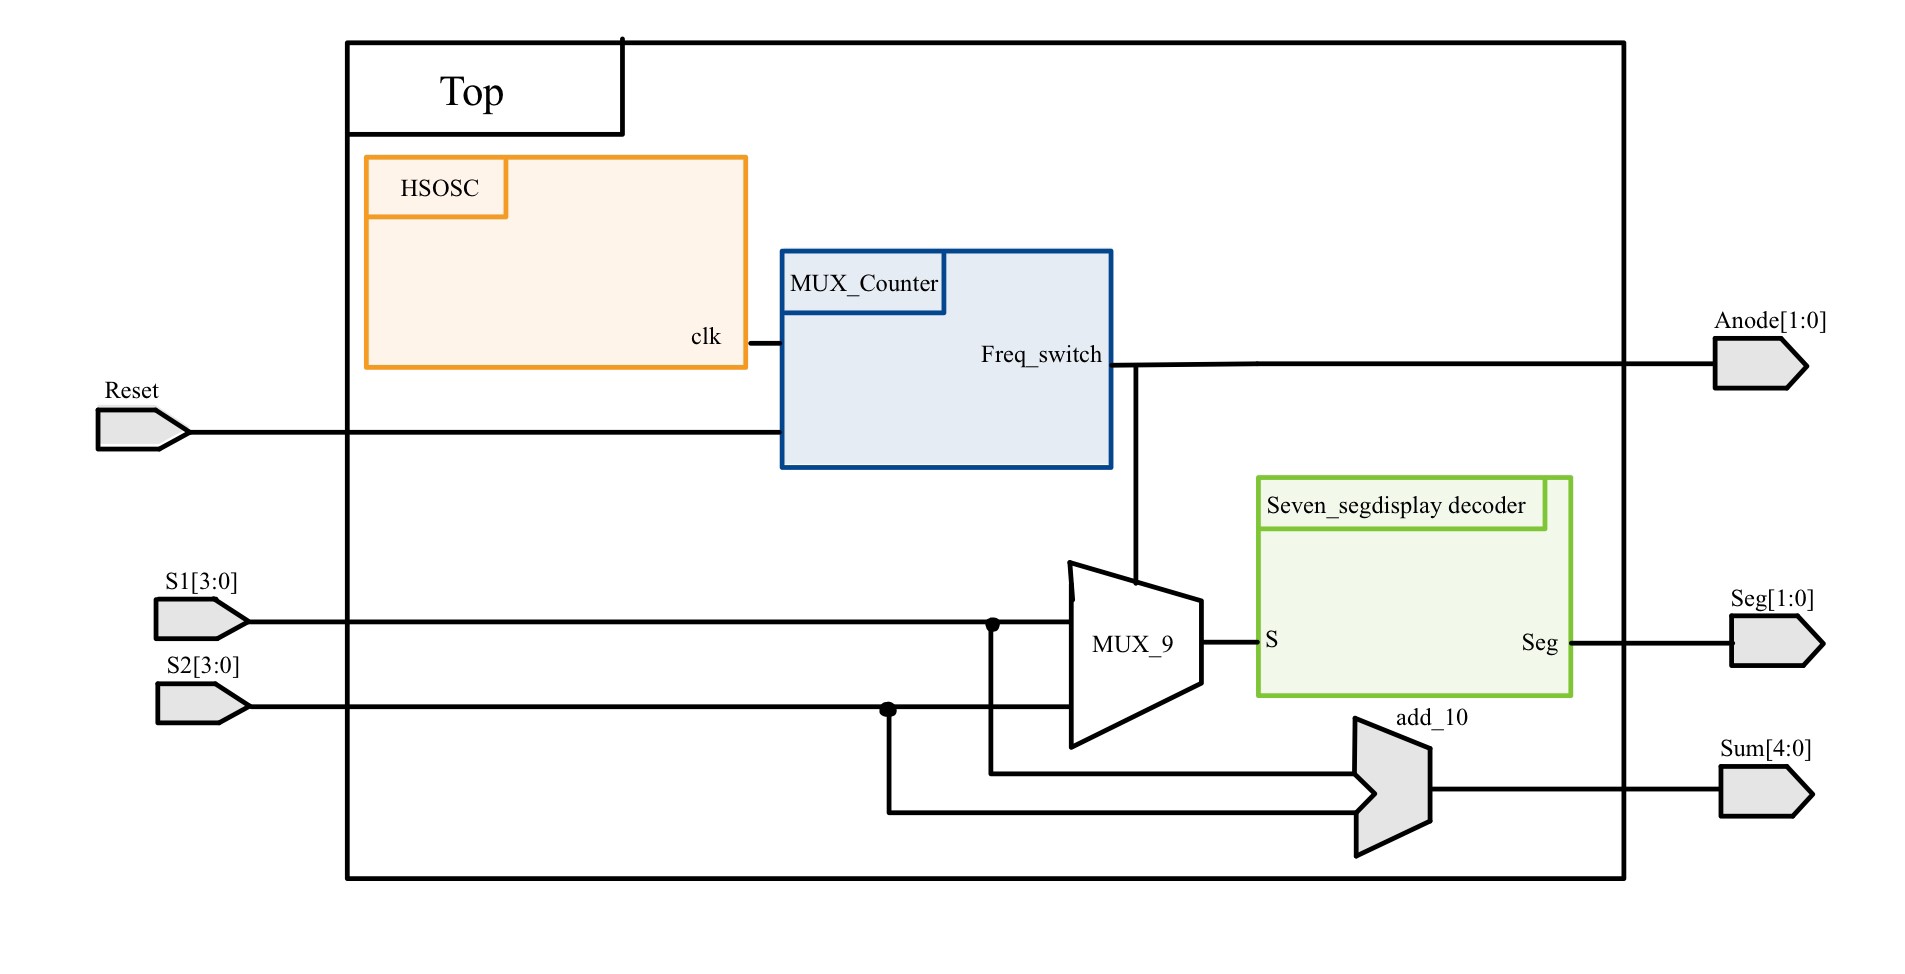 Top
HSOSC
clk
MUX_Counter
Freq_switch
Anode[1:0]
Reset
Seven_segdisplay decoder
S1[3:0]
S2[3:0]
MUX_9
S
Seg
Seg[1:0]
add_10
Sum[4:0]